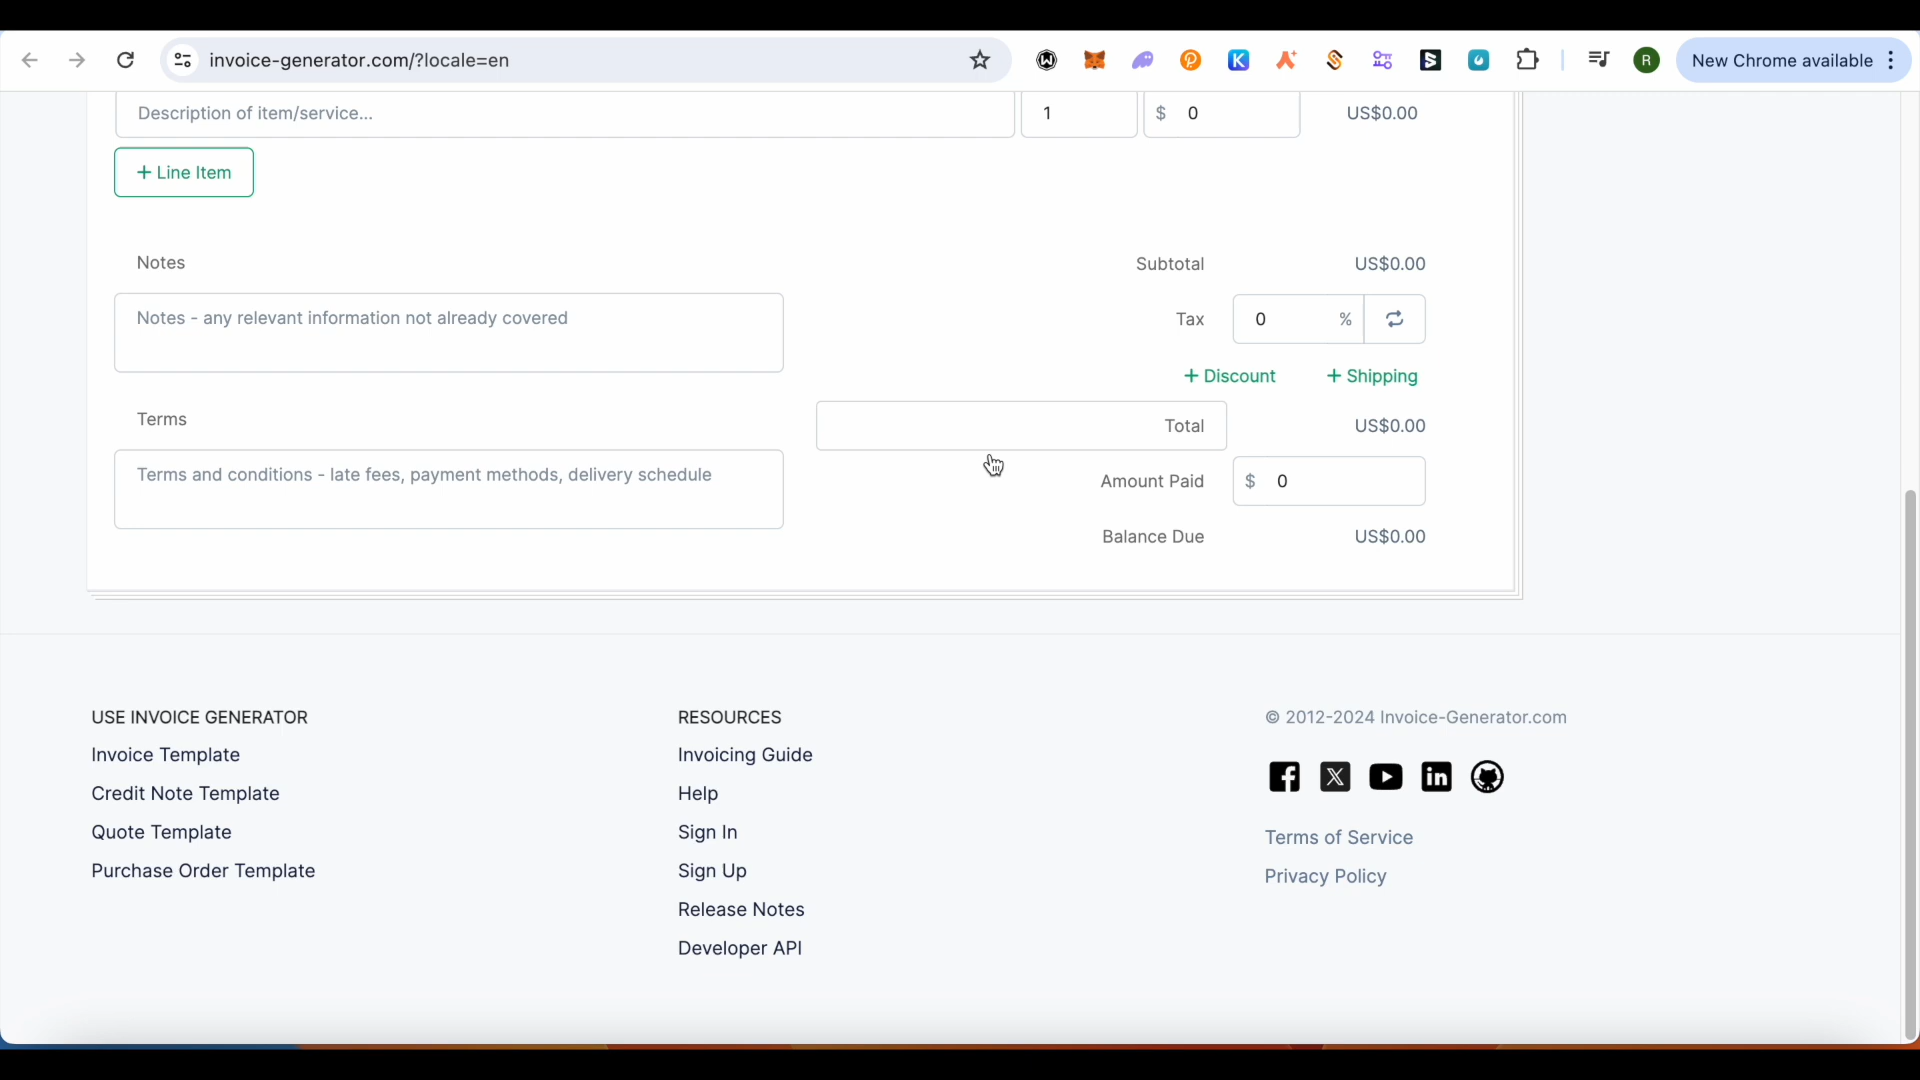 invoice-generator.com/?locale=en
R
New Chrome available
Description of item/service...
1
$ 0
US$0.00
+ Line Item
Notes
Subtotal
US$0.00
Notes - any relevant information not already covered
Tax
0 %
+ Discount
+ Shipping
Terms
Total
US$0.00
Terms and conditions - late fees, payment methods, delivery schedule
Amount Paid
$ 0
Balance Due
US$0.00
USE INVOICE GENERATOR
Invoice Template
Credit Note Template
Quote Template
Purchase Order Template
RESOURCES
Invoicing Guide
Help
Sign In
Sign Up
Release Notes
Developer API
© 2012-2024 Invoice-Generator.com
Terms of Service
Privacy Policy